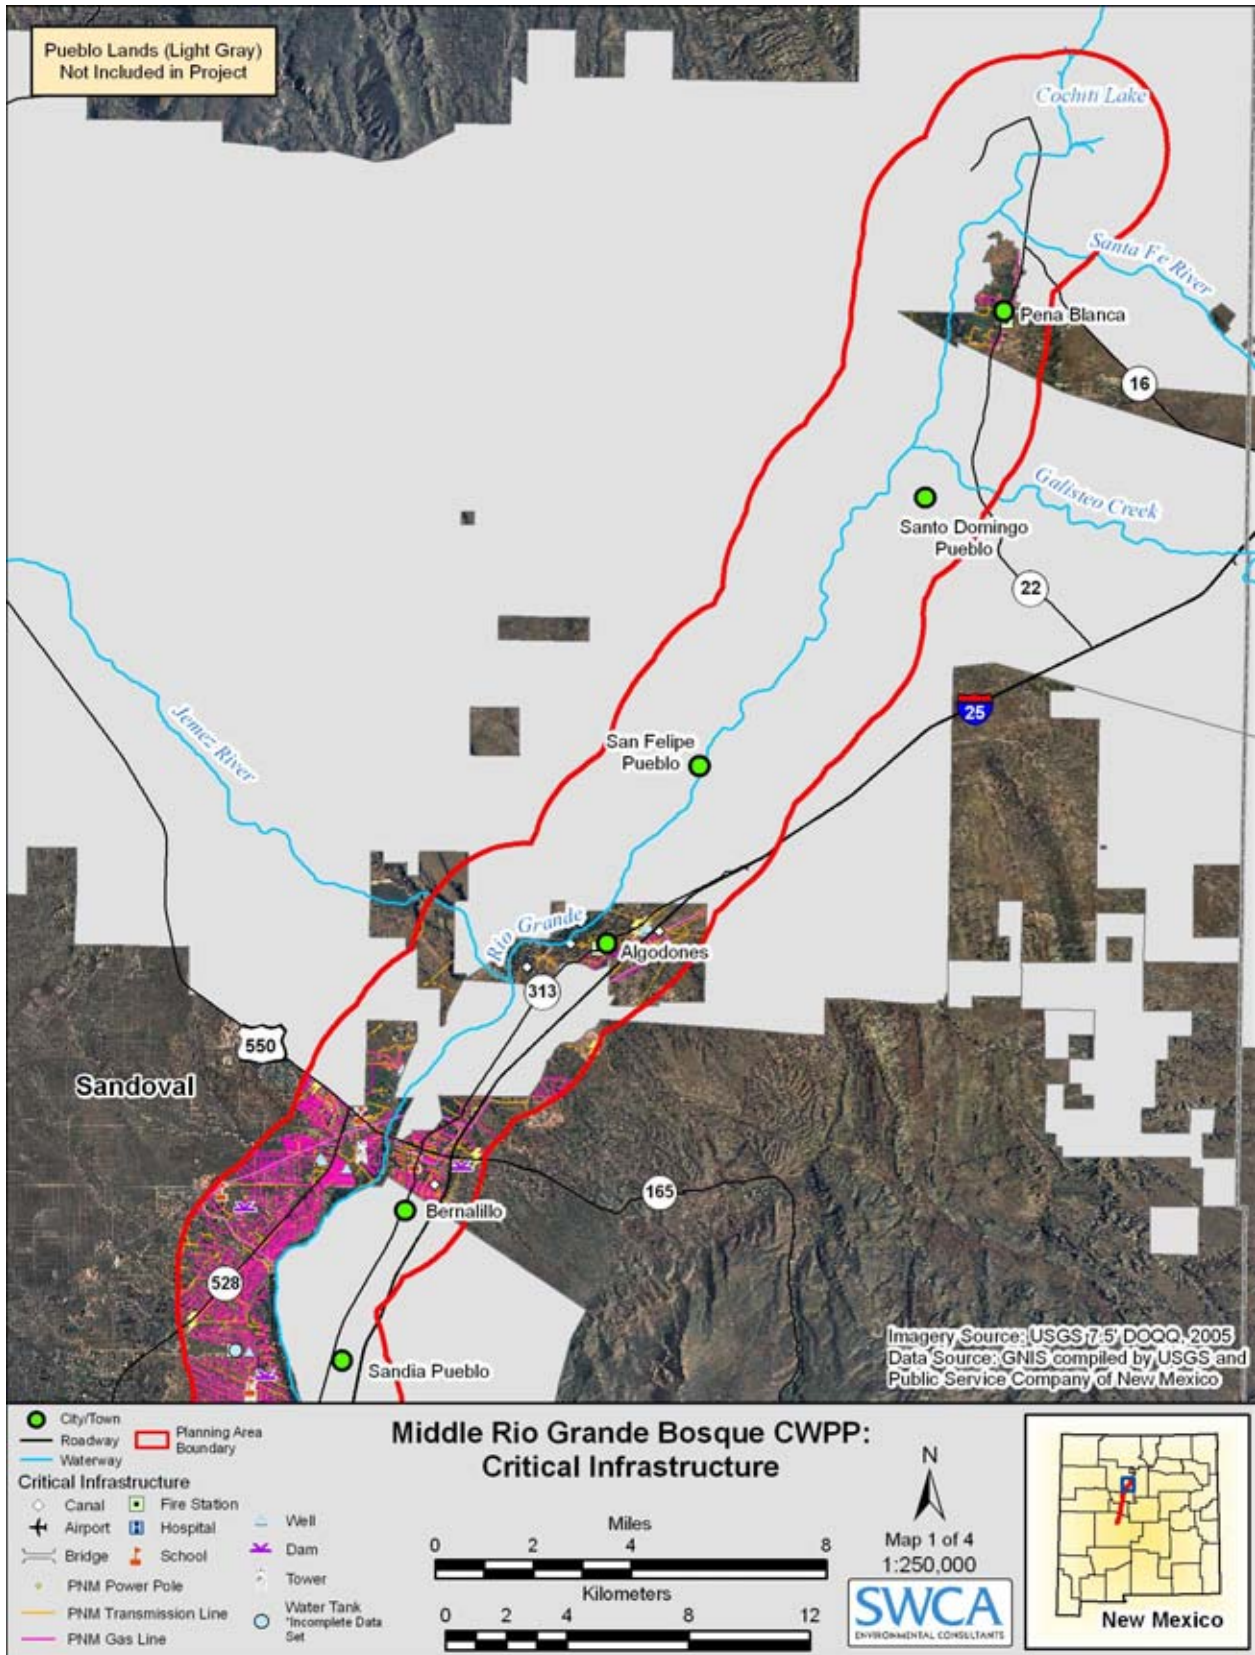 Pueblo Lands (Light Gray)
Not Included in Project
Cochiti Lake
Santa Fe River
Pena Blanca
16
Galisteo Creek
Santo Domingo
Pueblo
22
25
Jemez River
San Felipe
Pueblo
Rio Grande
Algodones
313
550
Sandoval
165
Bernalillo
528
Sandia Pueblo
Imagery Source: USGS 7.5' DOQQ, 2005
Data Source: GNIS compiled by USGS and
Public Service Company of New Mexico
City/Town
Roadway
Waterway
Planning Area
Boundary
Critical Infrastructure
Canal
Airport
Bridge
Fire Station
Hospital
School
PNM Power Pole
PNM Transmission Line
PNM Gas Line
Well
Dam
Tower
Water Tank
*Incomplete Data
Set
Middle Rio Grande Bosque CWPP:
Critical Infrastructure
Miles
0 2 4 8
Kilometers
0 2 4 8 12
N
Map 1 of 4
1:250,000
SWCA
ENVIRONMENTAL CONSULTANTS
New Mexico